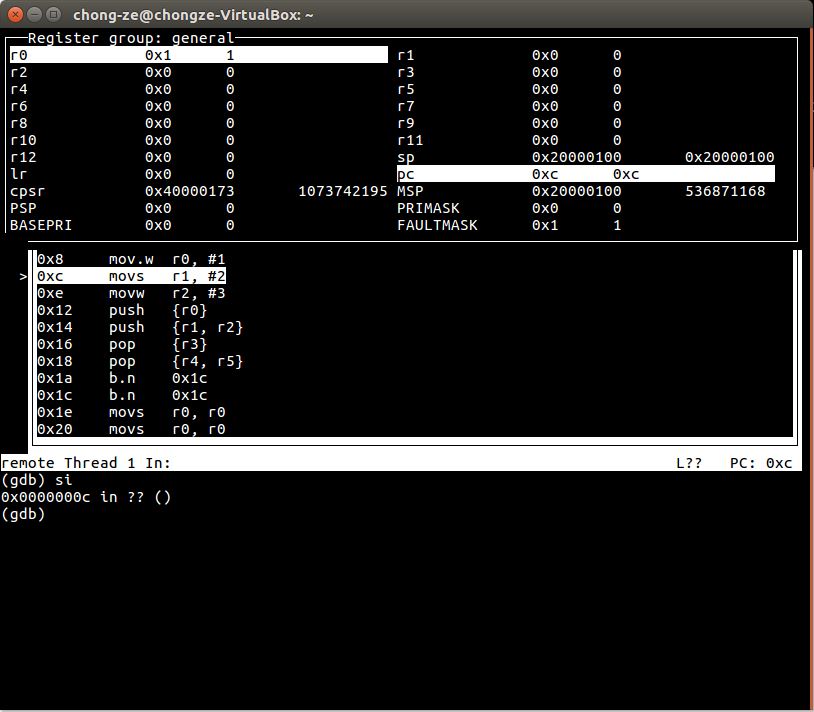 chong-ze@chongze-VirtualBox: ~
Register group: general
r0 0x1 1 r1 0x0 0
r2 0x0 0 r3 0x0 0
r4 0x0 0 r5 0x0 0
r6 0x0 0 r7 0x0 0
r8 0x0 0 r9 0x0 0
r10 0x0 0 r11 0x0 0
r12 0x0 0 sp 0x20000100 0x20000100
lr 0x0 0 pc 0xc 0xc
cpsr 0x40000173 1073742195 MSP 0x20000100 536871168
PSP 0x0 0 PRIMASK 0x0 0
BASEPRI 0x0 0 FAULTMASK 0x1 1
0x8 mov.w r0, #1
>0xc movs r1, #2
0xe movw r2, #3
0x12 push {r0}
0x14 push {r1, r2}
0x16 pop {r3}
0x18 pop {r4, r5}
0x1a b.n 0x1c
0x1c b.n 0x1c
0x1e movs r0, r0
0x20 movs r0, r0
remote Thread 1 In: L?? PC: 0xc
(gdb) si
0x0000000c in ?? ()
(gdb)